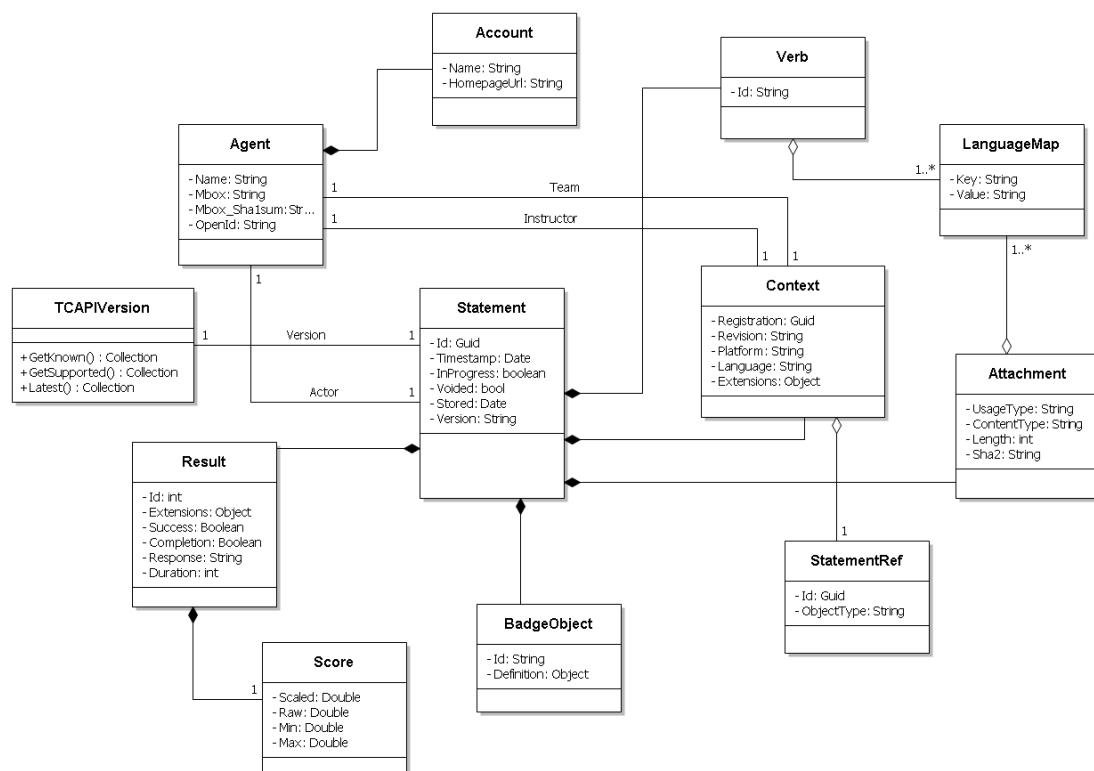 Account
- Name: String
- HomepageUrl: String
Verb
- Id: String
Agent
- Name: String
- Mbox: String
- Mbox_Sha1sum: Str...
- OpenId: String
LanguageMap
- Key: String
- Value: String
1..*
1..*
1
Team
1
Instructor
1
1
1
Context
- Registration: Guid
- Revision: String
- Platform: String
- Language: String
- Extensions: Object
TCAPIVersion
+ GetKnown() : Collection
+ GetSupported() : Collection
+ Latest() : Collection
1
Version
1
Actor
1
Statement
- Id: Guid
- Timestamp: Date
- InProgress: boolean
- Voided: bool
- Stored: Date
- Version: String
Attachment
- UsageType: String
- ContentType: String
- Length: int
- Sha2: String
Result
- Id: int
- Extensions: Object
- Success: Boolean
- Completion: Boolean
- Response: String
- Duration: int
1
StatementRef
- Id: Guid
- ObjectType: String
BadgeObject
- Id: String
- Definition: Object
1
Score
- Scaled: Double
- Raw: Double
- Min: Double
- Max: Double